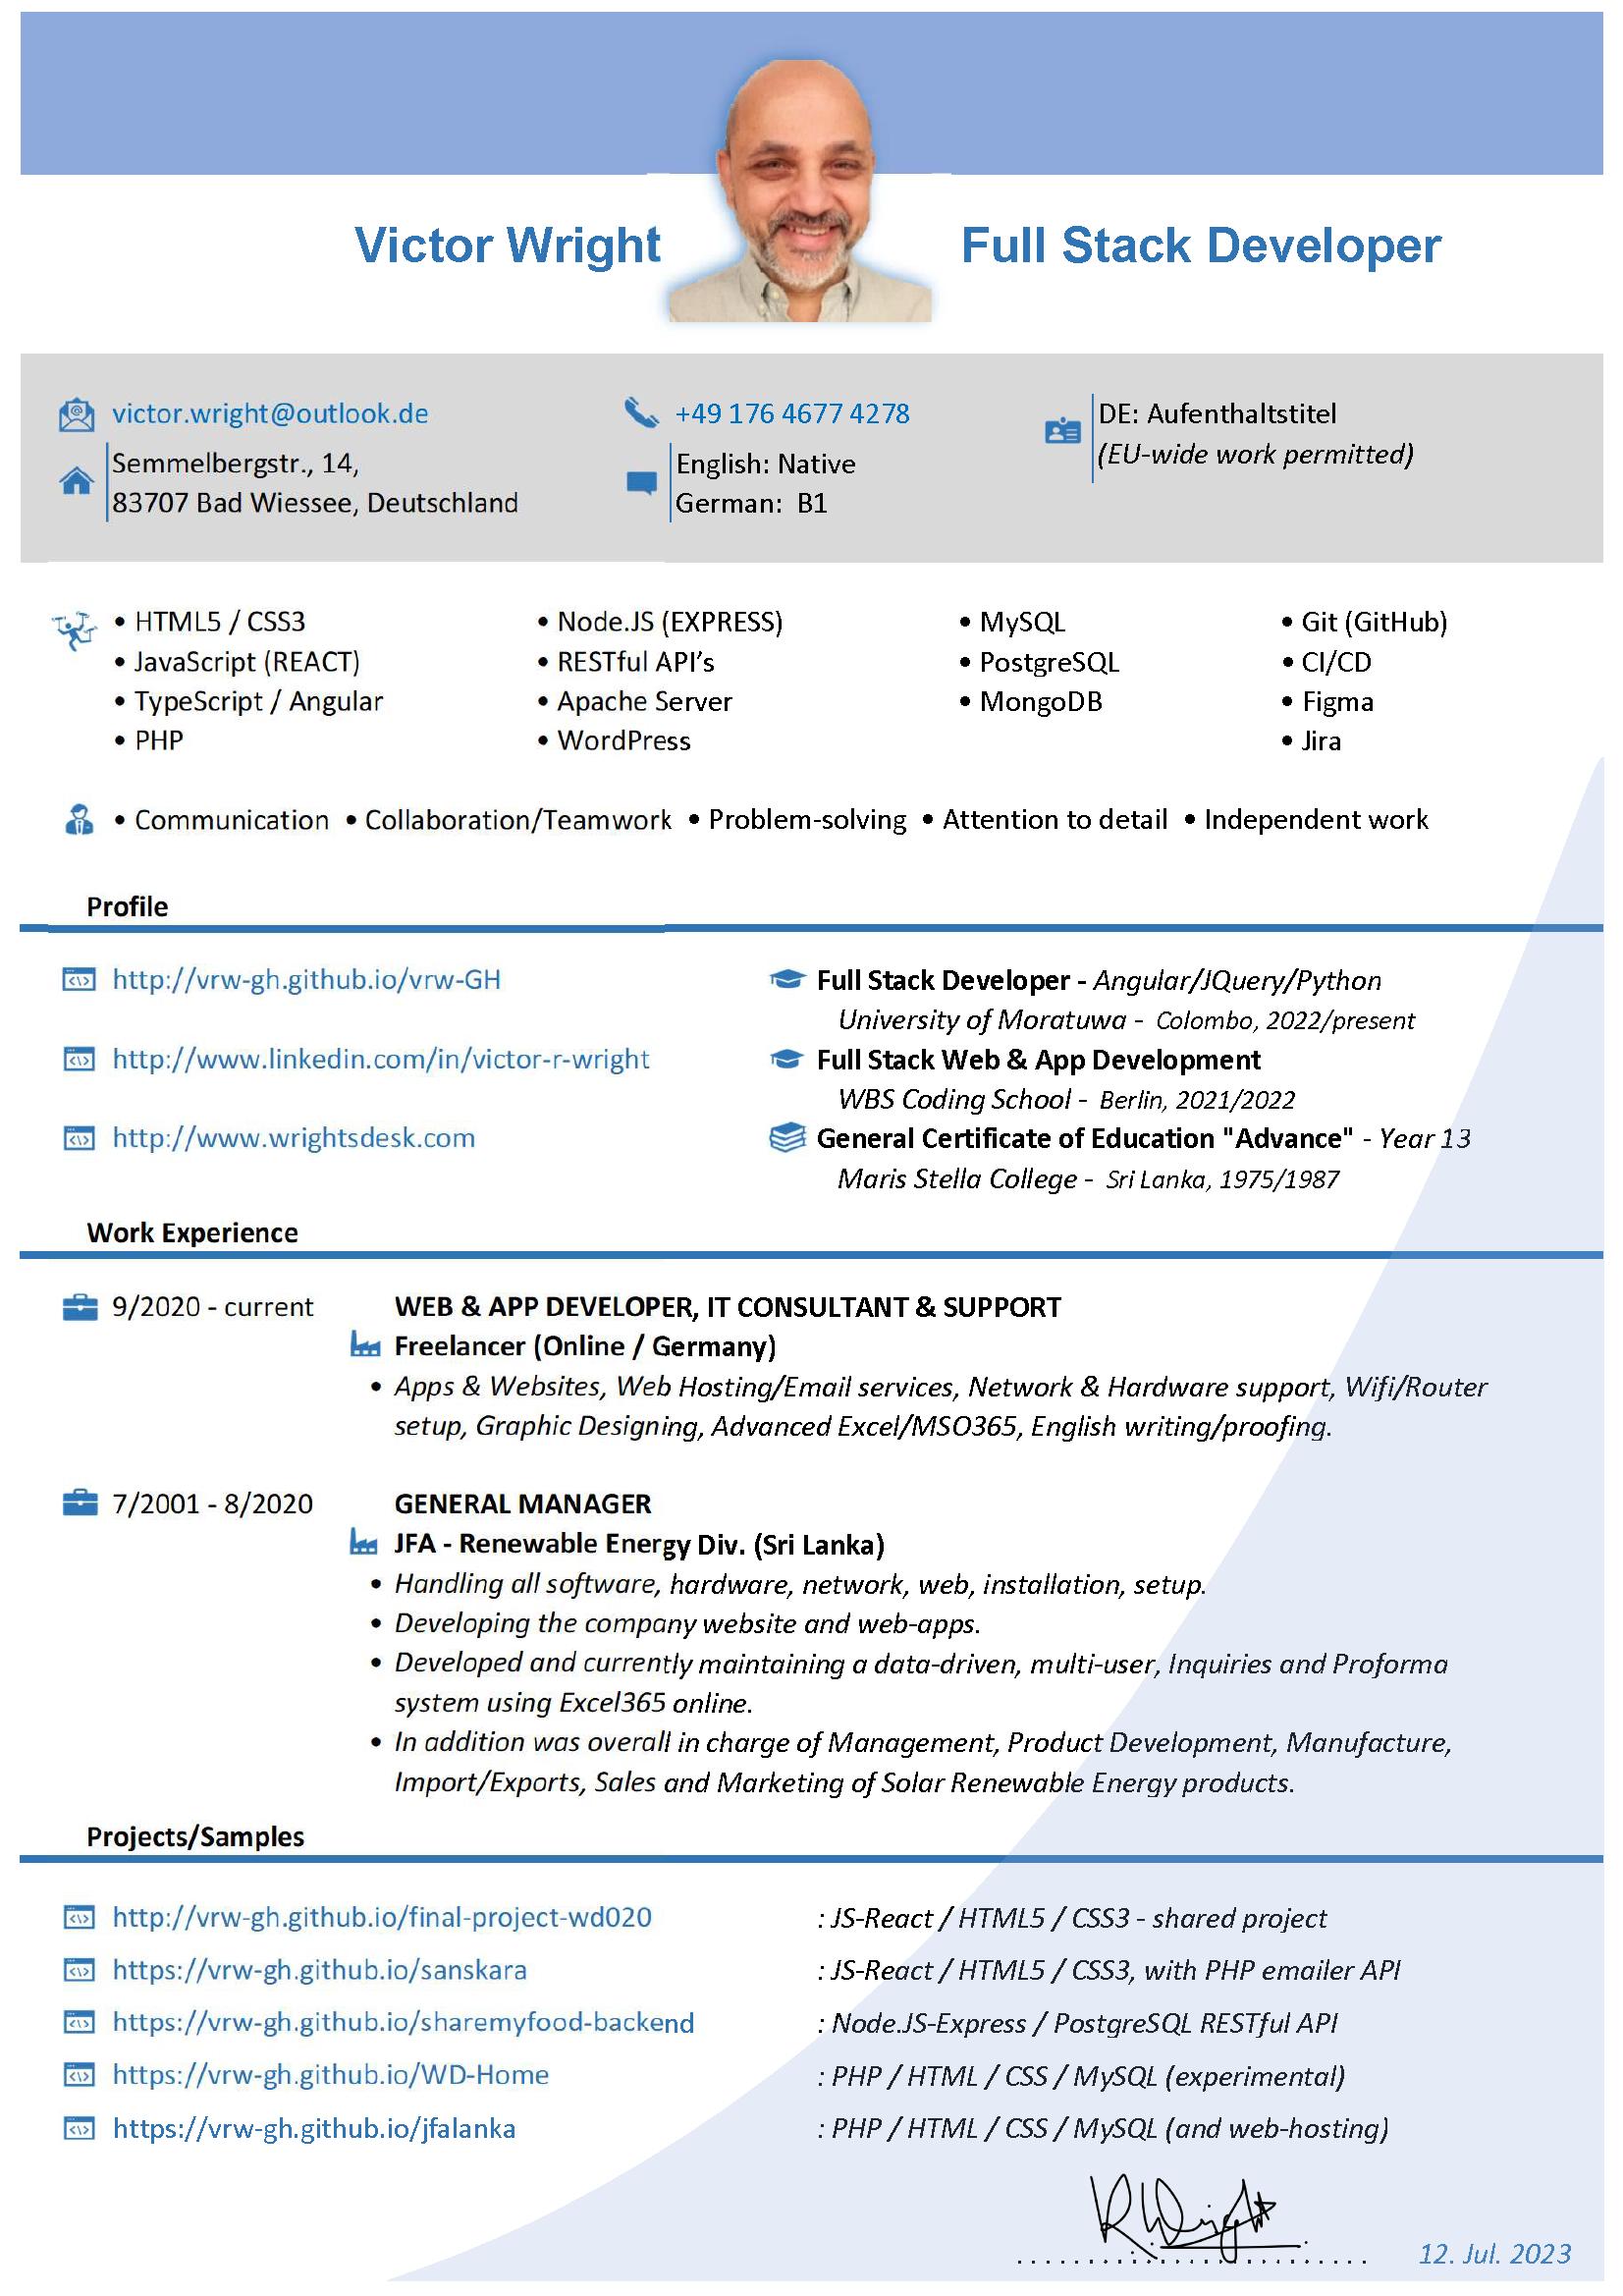 Victor Wright
Full Stack Developer
victor.wright@outlook.de
Semmelbergstr., 14,
83707 Bad Wiessee, Deutschland
+49 176 4677 4278
English: Native
German:  B1
DE: Aufenthaltstitel
(EU-wide work permitted)
• HTML5 / CSS3
• JavaScript (REACT)
• TypeScript / Angular
• PHP
• Node.JS (EXPRESS)
• RESTful API’s
• Apache Server
• WordPress
• MySQL
• PostgreSQL
• MongoDB
• Git (GitHub)
• CI/CD
• Figma
• Jira
• Communication • Collaboration/Teamwork • Problem-solving • Attention to detail • Independent work
Profile
http://vrw-gh.github.io/vrw-GH
http://www.linkedin.com/in/victor-r-wright
http://www.wrightsdesk.com
Full Stack Developer - Angular/JQuery/Python
University of Moratuwa - Colombo, 2022/present
Full Stack Web & App Development
WBS Coding School - Berlin, 2021/2022
General Certificate of Education "Advance" - Year 13
Maris Stella College - Sri Lanka, 1975/1987
Work Experience
9/2020 - current
WEB & APP DEVELOPER, IT CONSULTANT & SUPPORT
Freelancer (Online / Germany)
• Apps & Websites, Web Hosting/Email services, Network & Hardware support, Wifi/Router
setup, Graphic Designing, Advanced Excel/MSO365, English writing/proofing.
7/2001 - 8/2020
GENERAL MANAGER
JFA - Renewable Energy Div. (Sri Lanka)
• Handling all software, hardware, network, web, installation, setup.
• Developing the company website and web-apps.
• Developed and currently maintaining a data-driven, multi-user, Inquiries and Proforma
system using Excel365 online.
• In addition was overall in charge of Management, Product Development, Manufacture,
Import/Exports, Sales and Marketing of Solar Renewable Energy products.
Projects/Samples
http://vrw-gh.github.io/final-project-wd020 : JS-React / HTML5 / CSS3 - shared project
https://vrw-gh.github.io/sanskara : JS-React / HTML5 / CSS3, with PHP emailer API
https://vrw-gh.github.io/sharemyfood-backend : Node.JS-Express / PostgreSQL RESTful API
https://vrw-gh.github.io/WD-Home : PHP / HTML / CSS / MySQL (experimental)
https://vrw-gh.github.io/jfalanka : PHP / HTML / CSS / MySQL (and web-hosting)
RWright
12. Jul. 2023